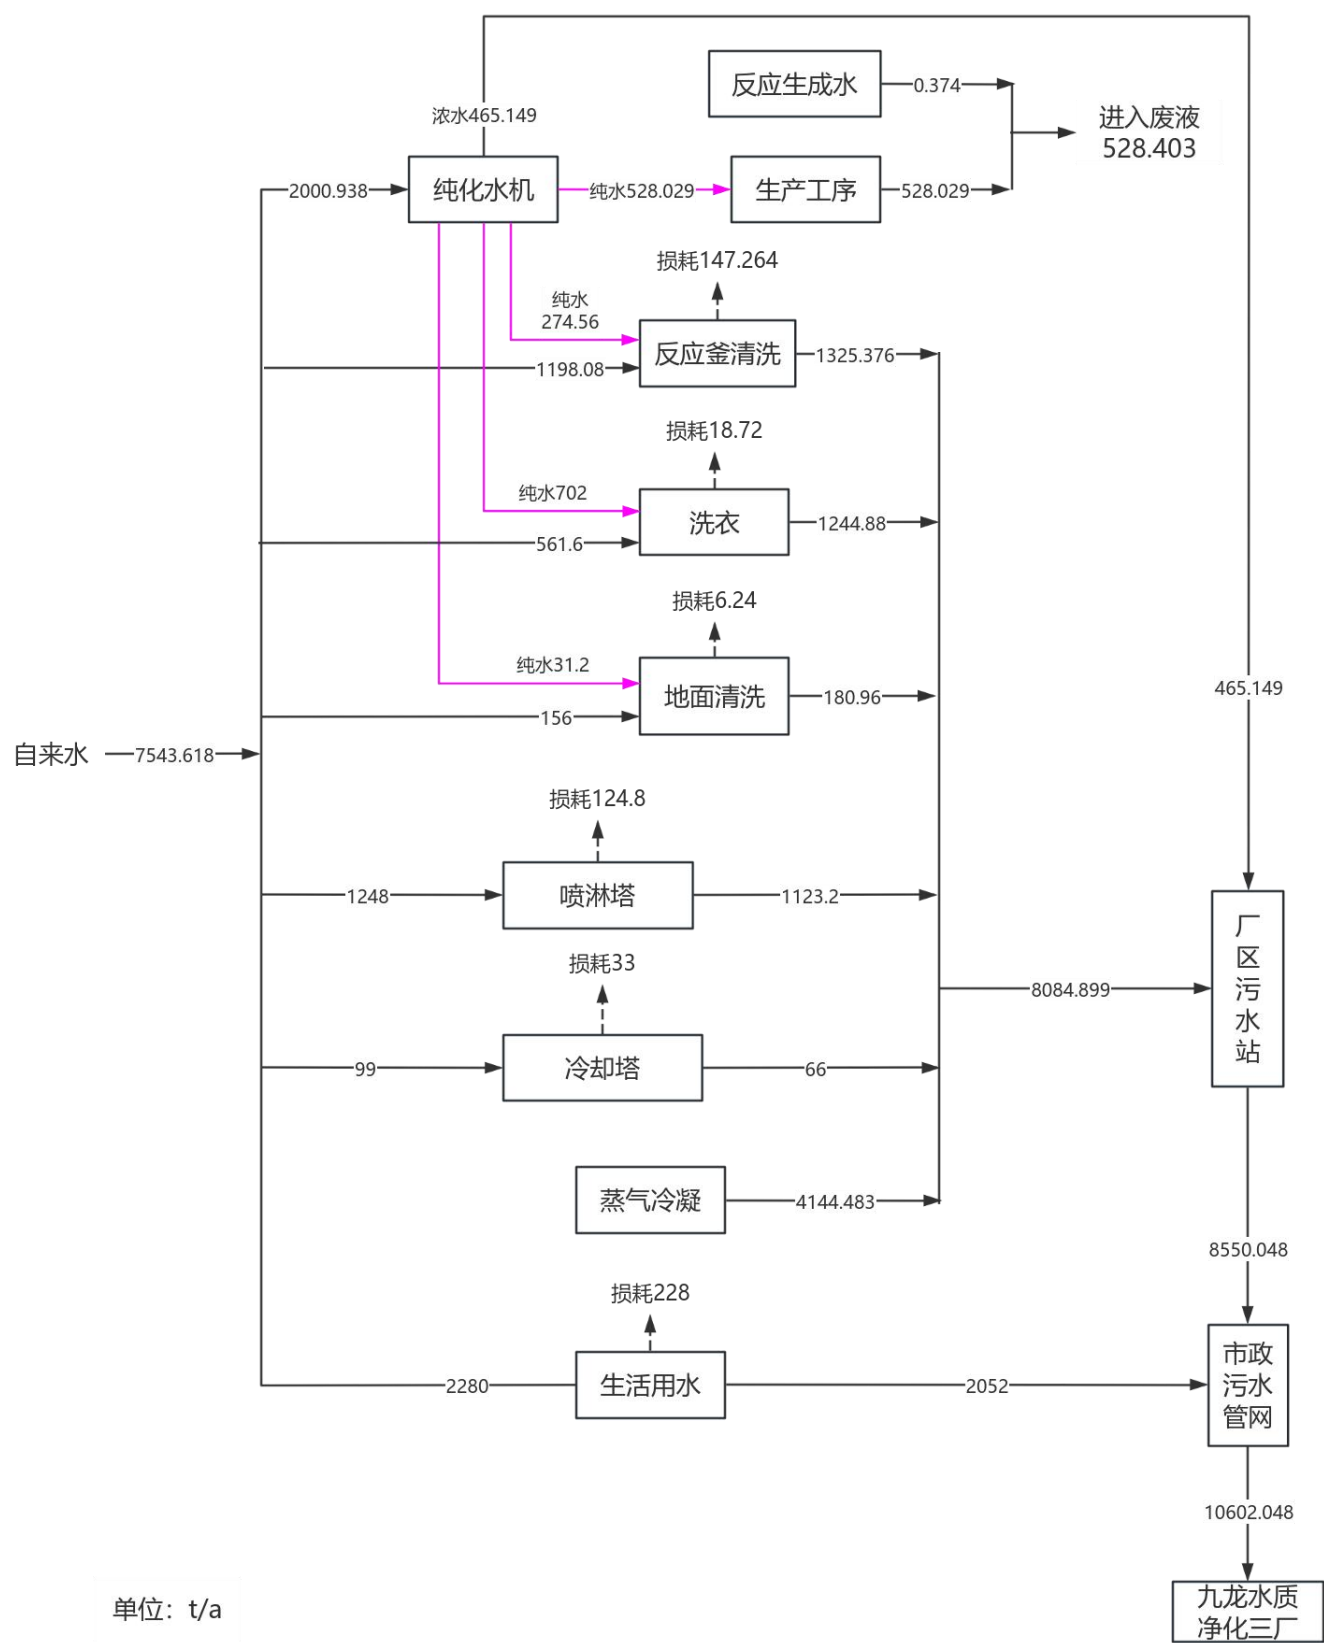 反应生成水
0.374
进入废液
528.403
浓水465.149
2000.938
纯化水机
纯水528.029
生产工序
528.029
损耗147.264
纯水
274.56
反应釜清洗
1325.376
1198.08
损耗18.72
纯水702
洗衣
1244.88
561.6
损耗6.24
纯水31.2
地面清洗
180.96
465.149
156
自来水
7543.618
损耗124.8
1248
喷淋塔
1123.2
厂区污水站
损耗33
8084.899
99
冷却塔
66
蒸气冷凝
4144.483
8550.048
损耗228
2280
生活用水
2052
市政
污水
管网
10602.048
单位：t/a
九龙水质
净化三厂